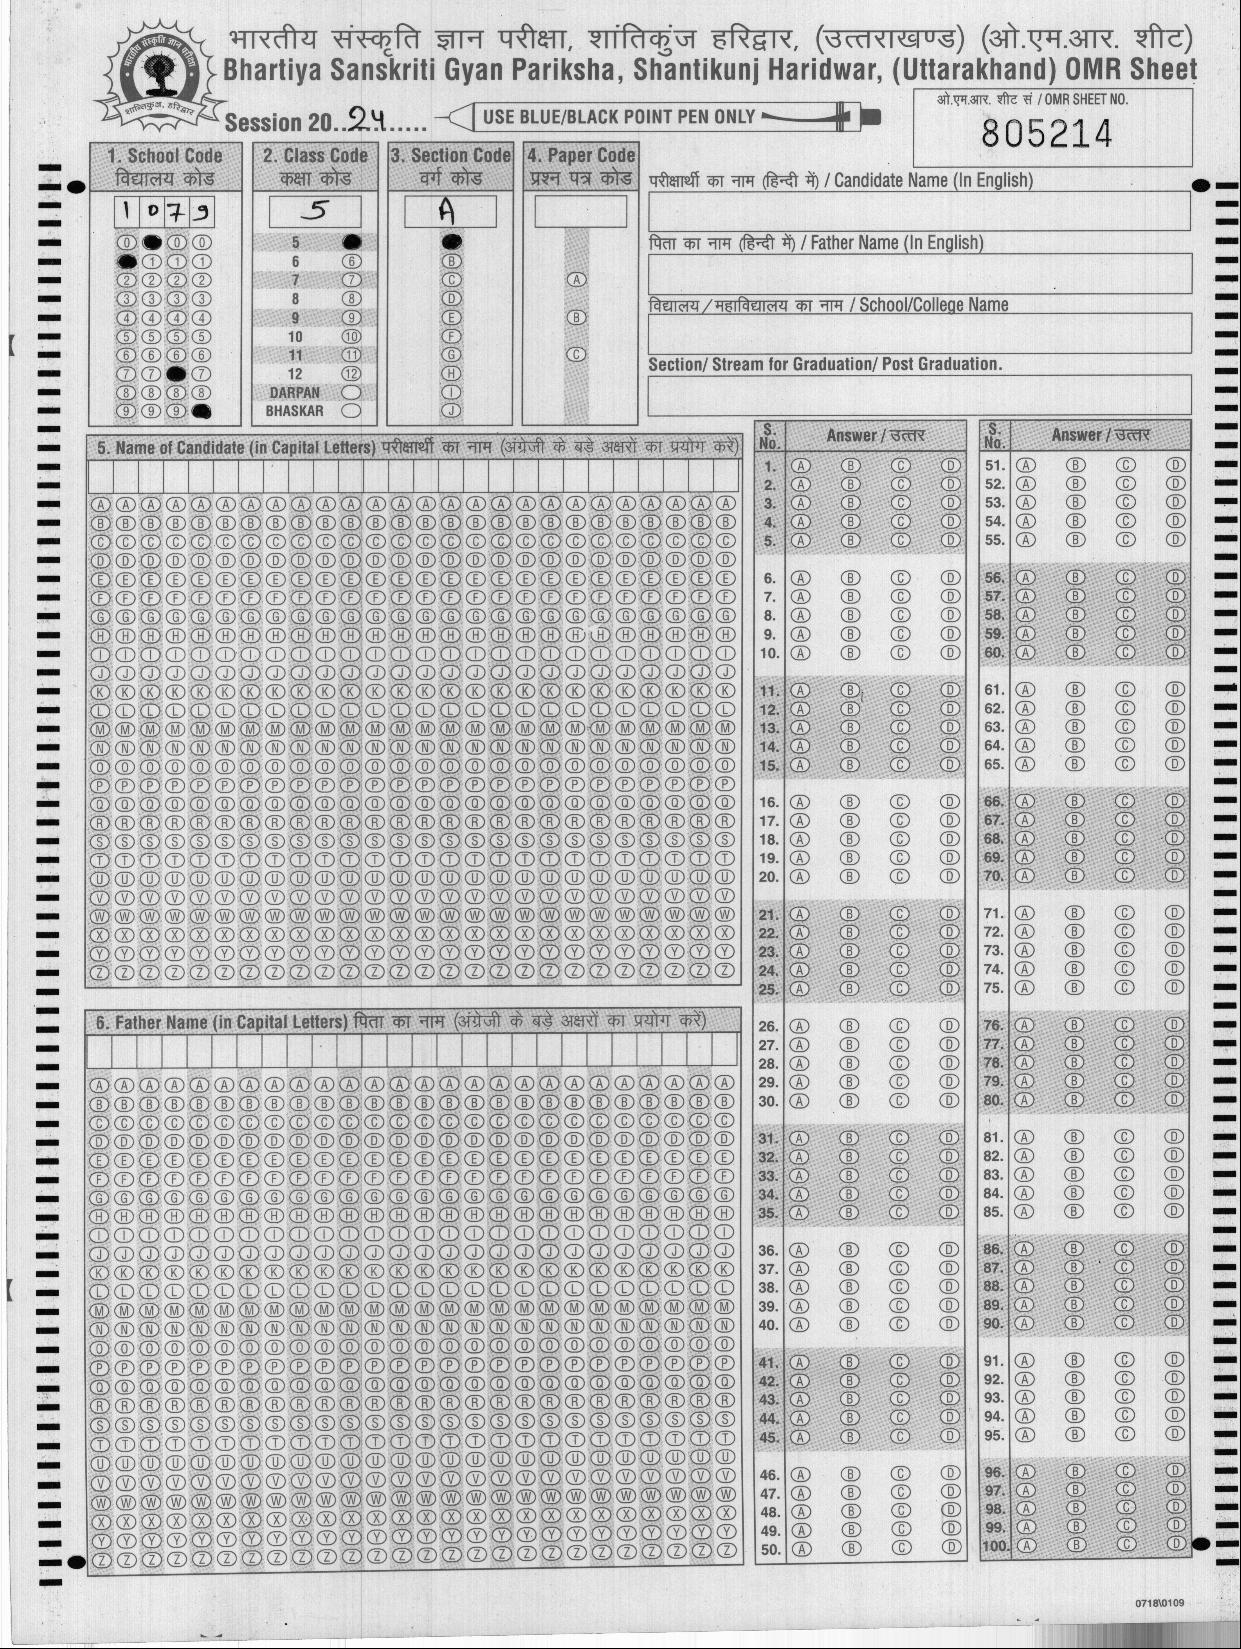 भारतीय संस्कृति ज्ञान परीक्षा, शांतिकुंज हरिद्वार, (उत्तराखण्ड) (ओ.एम.आर. शीट)
Bhartiya Sanskriti Gyan Pariksha, Shantikunj Haridwar, (Uttarakhand) OMR Sheet
भारतीय संस्कृति ज्ञान परीक्षा
शान्तिकुञ्ज, हरिद्वार
Session 20..24......
USE BLUE/BLACK POINT PEN ONLY
ओ.एम.आर. शीट सं / OMR SHEET NO.
805214
1. School Code
विद्यालय कोड
1 0 7 9
0 0 0
1 1 1
2 2 2 2
3 3 3 3
4 4 4 4
5 5 5 5
6 6 6 6
7 7 7
8 8 8 8
9 9 9
2. Class Code
कक्षा कोड
5
5
6 6
7 7
8 8
9 9
10 10
11 11
12 12
DARPAN
BHASKAR
3. Section Code
वर्ग कोड
A
B
C
D
E
F
G
H
I
J
4. Paper Code
प्रश्न पत्र कोड
A
B
C
परीक्षार्थी का नाम (हिन्दी में) / Candidate Name (In English)
पिता का नाम (हिन्दी में) / Father Name (In English)
विद्यालय/महाविद्यालय का नाम / School/College Name
Section/ Stream for Graduation/ Post Graduation.
5. Name of Candidate (in Capital Letters) परीक्षार्थी का नाम (अंग्रेजी के बड़े अक्षरों का प्रयोग करें)
A A A A A A A A A A A A A A A A A A A A A A A A A A
B B B B B B B B B B B B B B B B B B B B B B B B B B
C C C C C C C C C C C C C C C C C C C C C C C C C C
D D D D D D D D D D D D D D D D D D D D D D D D D D
E E E E E E E E E E E E E E E E E E E E E E E E E E
F F F F F F F F F F F F F F F F F F F F F F F F F F
G G G G G G G G G G G G G G G G G G G G G G G G G G
H H H H H H H H H H H H H H H H H H H H H H H H H H
I I I I I I I I I I I I I I I I I I I I I I I I I I
J J J J J J J J J J J J J J J J J J J J J J J J J J
K K K K K K K K K K K K K K K K K K K K K K K K K K
L L L L L L L L L L L L L L L L L L L L L L L L L L
M M M M M M M M M M M M M M M M M M M M M M M M M M
N N N N N N N N N N N N N N N N N N N N N N N N N N
O O O O O O O O O O O O O O O O O O O O O O O O O O
P P P P P P P P P P P P P P P P P P P P P P P P P P
Q Q Q Q Q Q Q Q Q Q Q Q Q Q Q Q Q Q Q Q Q Q Q Q Q Q
R R R R R R R R R R R R R R R R R R R R R R R R R R
S S S S S S S S S S S S S S S S S S S S S S S S S S
T T T T T T T T T T T T T T T T T T T T T T T T T T
U U U U U U U U U U U U U U U U U U U U U U U U U U
V V V V V V V V V V V V V V V V V V V V V V V V V V
W W W W W W W W W W W W W W W W W W W W W W W W W W
X X X X X X X X X X X X X X X X X X X X X X X X X X
Y Y Y Y Y Y Y Y Y Y Y Y Y Y Y Y Y Y Y Y Y Y Y Y Y Y
Z Z Z Z Z Z Z Z Z Z Z Z Z Z Z Z Z Z Z Z Z Z Z Z Z Z
6. Father Name (in Capital Letters) पिता का नाम (अंग्रेजी के बड़े अक्षरों का प्रयोग करें)
S. No. Answer / उत्तर
1. A B C D
2. A B C D
3. A B C D
4. A B C D
5. A B C D
6. A B C D
7. A B C D
8. A B C D
9. A B C D
10. A B C D
11. A B C D
12. A B C D
13. A B C D
14. A B C D
15. A B C D
16. A B C D
17. A B C D
18. A B C D
19. A B C D
20. A B C D
21. A B C D
22. A B C D
23. A B C D
24. A B C D
25. A B C D
26. A B C D
27. A B C D
28. A B C D
29. A B C D
30. A B C D
31. A B C D
32. A B C D
33. A B C D
34. A B C D
35. A B C D
36. A B C D
37. A B C D
38. A B C D
39. A B C D
40. A B C D
41. A B C D
42. A B C D
43. A B C D
44. A B C D
45. A B C D
46. A B C D
47. A B C D
48. A B C D
49. A B C D
50. A B C D
S. No. Answer / उत्तर
51. A B C D
52. A B C D
53. A B C D
54. A B C D
55. A B C D
56. A B C D
57. A B C D
58. A B C D
59. A B C D
60. A B C D
61. A B C D
62. A B C D
63. A B C D
64. A B C D
65. A B C D
66. A B C D
67. A B C D
68. A B C D
69. A B C D
70. A B C D
71. A B C D
72. A B C D
73. A B C D
74. A B C D
75. A B C D
76. A B C D
77. A B C D
78. A B C D
79. A B C D
80. A B C D
81. A B C D
82. A B C D
83. A B C D
84. A B C D
85. A B C D
86. A B C D
87. A B C D
88. A B C D
89. A B C D
90. A B C D
91. A B C D
92. A B C D
93. A B C D
94. A B C D
95. A B C D
96. A B C D
97. A B C D
98. A B C D
99. A B C D
100. A B C D
0718\0109